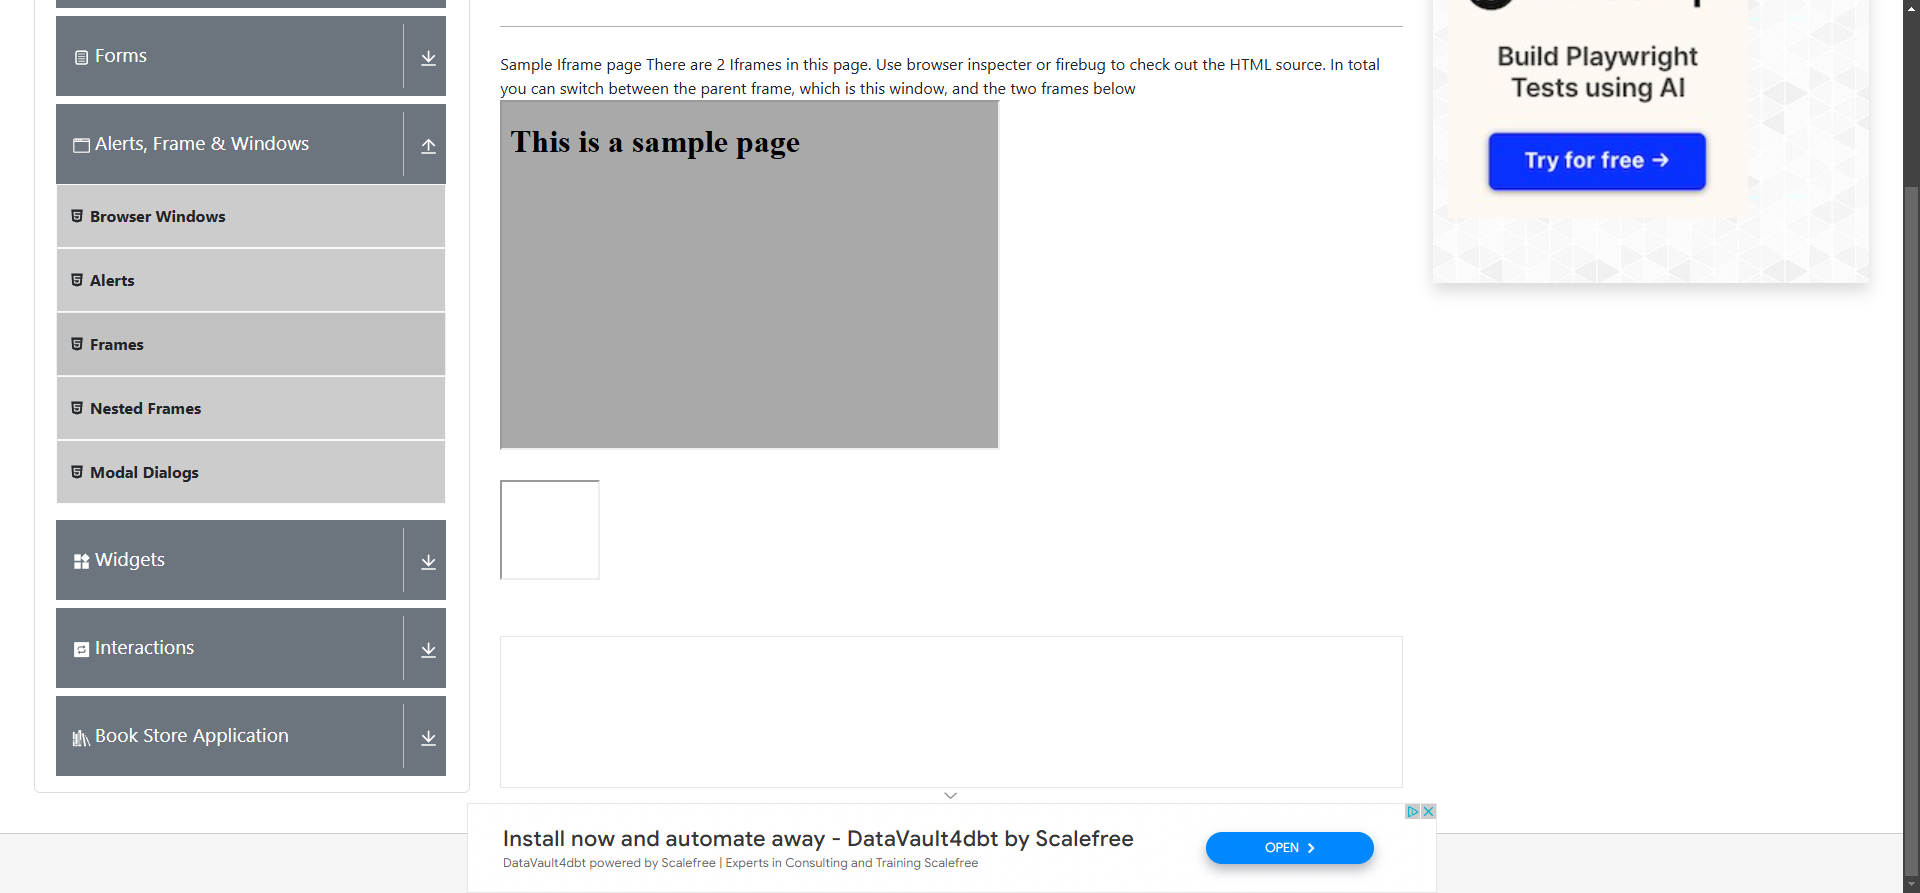 Forms
Alerts, Frame & Windows
Browser Windows
Alerts
Frames
Nested Frames
Modal Dialogs
Widgets
Interactions
Book Store Application
Sample Iframe page There are 2 Iframes in this page. Use browser inspecter or firebug to check out the HTML source. In total
you can switch between the parent frame, which is this window, and the two frames below
This is a sample page
Build Playwright
Tests using AI
Try for free →
Install now and automate away - DataVault4dbt by Scalefree
DataVault4dbt powered by Scalefree | Experts in Consulting and Training Scalefree
OPEN